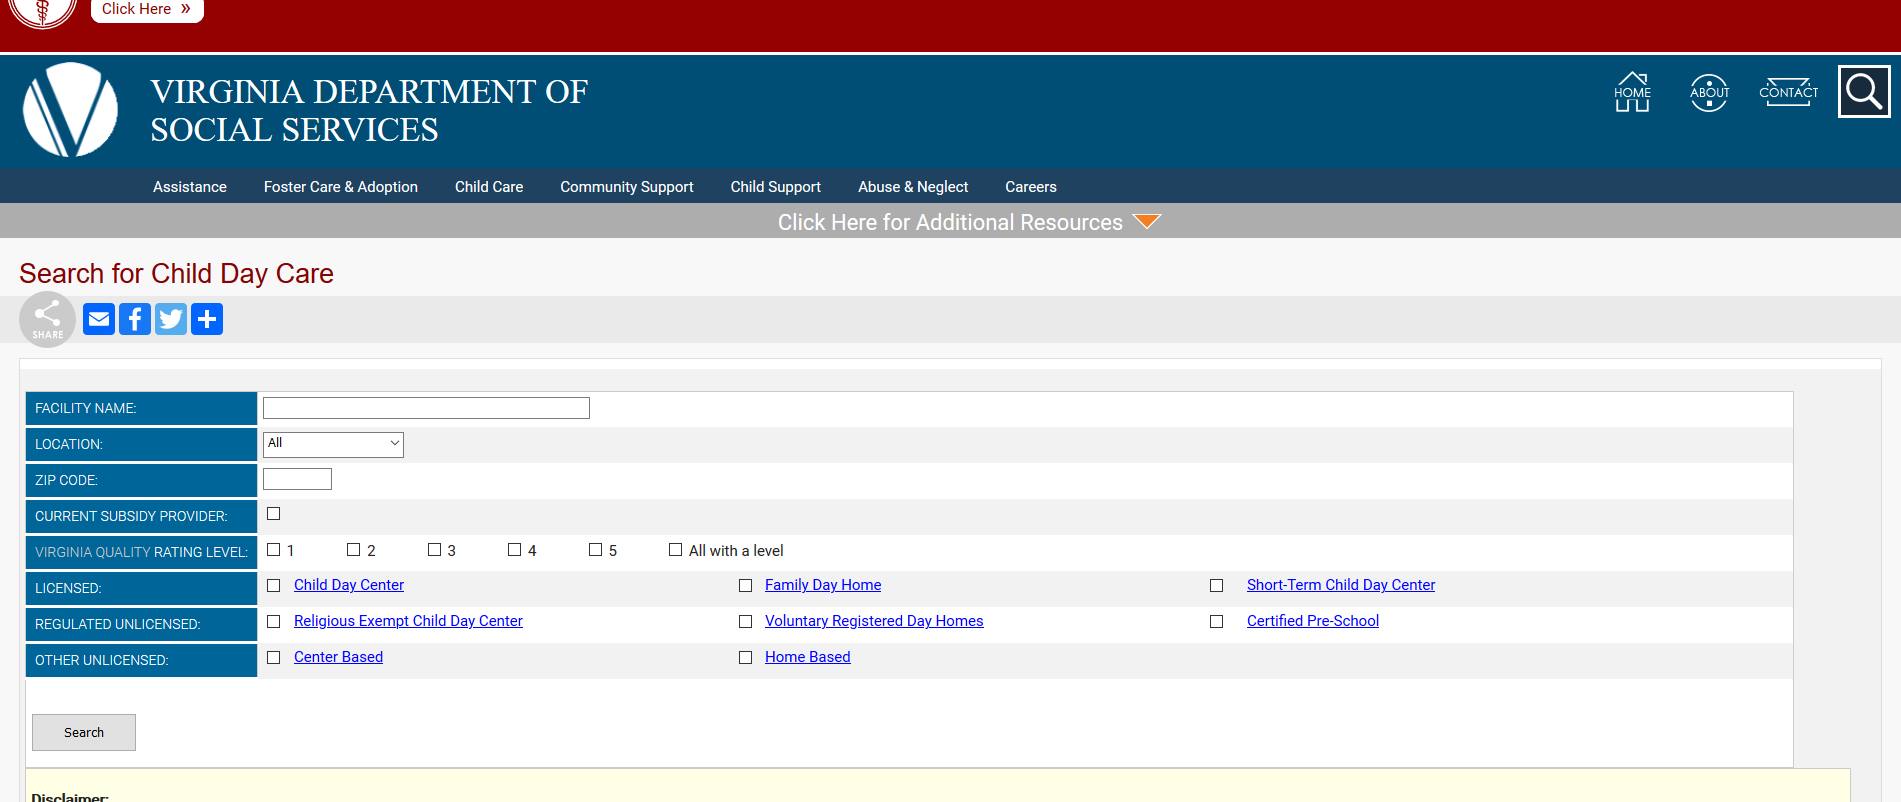 Click Here »
VIRGINIA DEPARTMENT OF
SOCIAL SERVICES
HOME
ABOUT
CONTACT
Assistance Foster Care & Adoption Child Care Community Support Child Support Abuse & Neglect Careers
Click Here for Additional Resources
Search for Child Day Care
SHARE
FACILITY NAME:
LOCATION: All
ZIP CODE:
CURRENT SUBSIDY PROVIDER:
VIRGINIA QUALITY RATING LEVEL: 1 2 3 4 5 All with a level
LICENSED: Child Day Center Family Day Home Short-Term Child Day Center
REGULATED UNLICENSED: Religious Exempt Child Day Center Voluntary Registered Day Homes Certified Pre-School
OTHER UNLICENSED: Center Based Home Based
Search
Disclaimer: